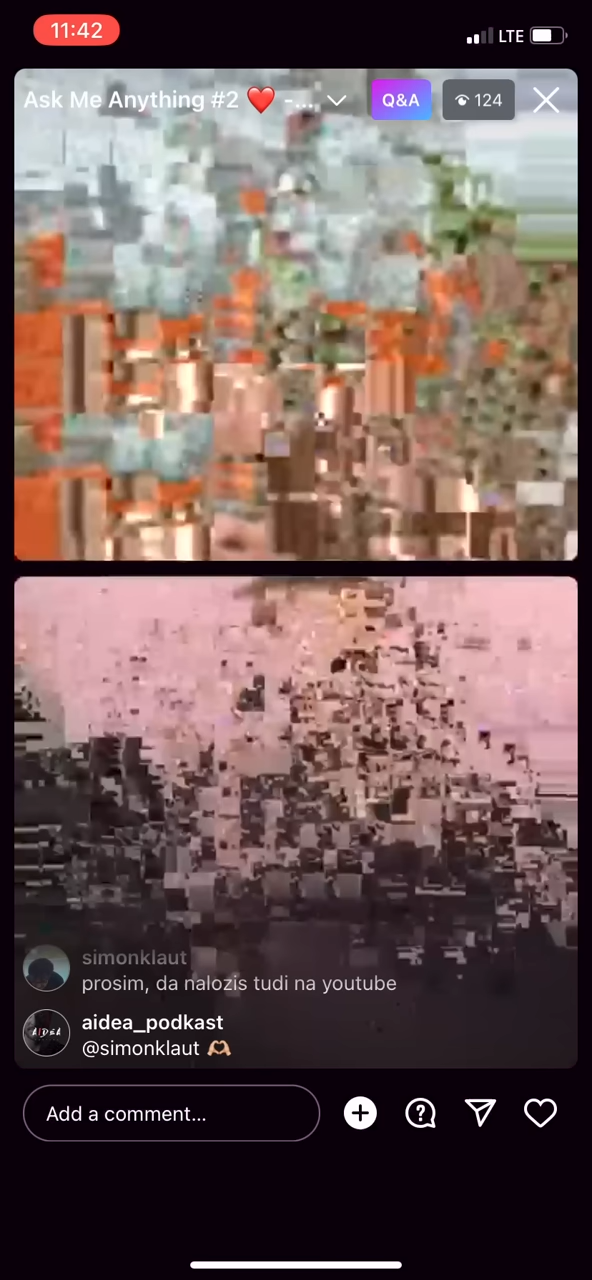 11:42
LTE
Ask Me Anything #2 ❤️ -...
Q&A
124
simonklaut
prosim, da nalozis tudi na youtube
AIDEA
aidea_podkast
@simonklaut 🫶🏼
Add a comment...